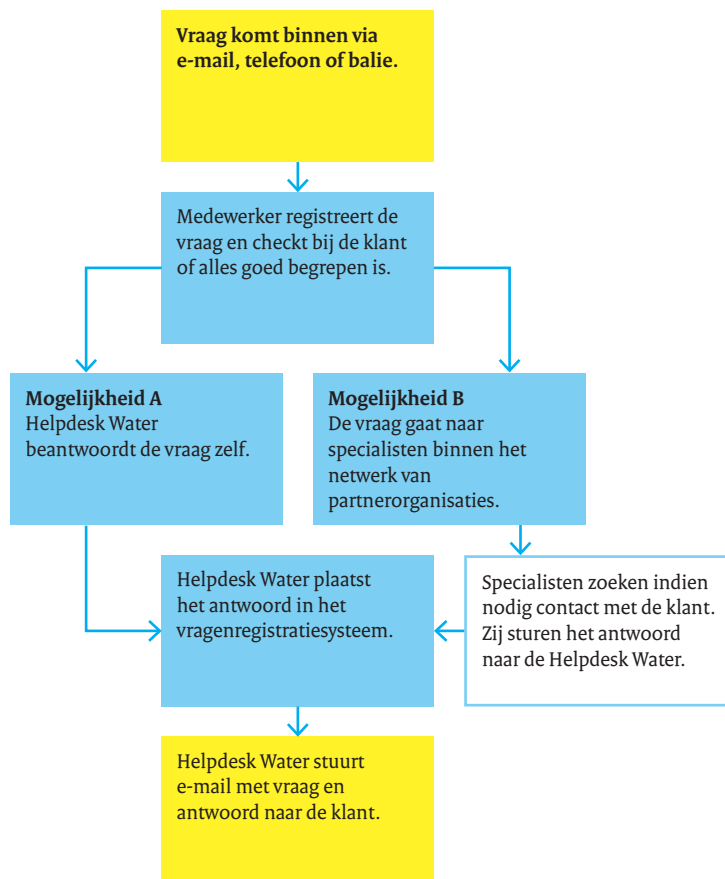 Vraag komt binnen via
e-mail, telefoon of balie.
Medewerker registreert de
vraag en checkt bij de klant
of alles goed begrepen is.
Mogelijkheid A
Helpdesk Water
beantwoordt de vraag zelf.
Mogelijkheid B
De vraag gaat naar
specialisten binnen het
netwerk van
partnerorganisaties.
Helpdesk Water plaatst
het antwoord in het
vragenregistratiesysteem.
Specialisten zoeken indien
nodig contact met de klant.
Zij sturen het antwoord
naar de Helpdesk Water.
Helpdesk Water stuurt
e-mail met vraag en
antwoord naar de klant.